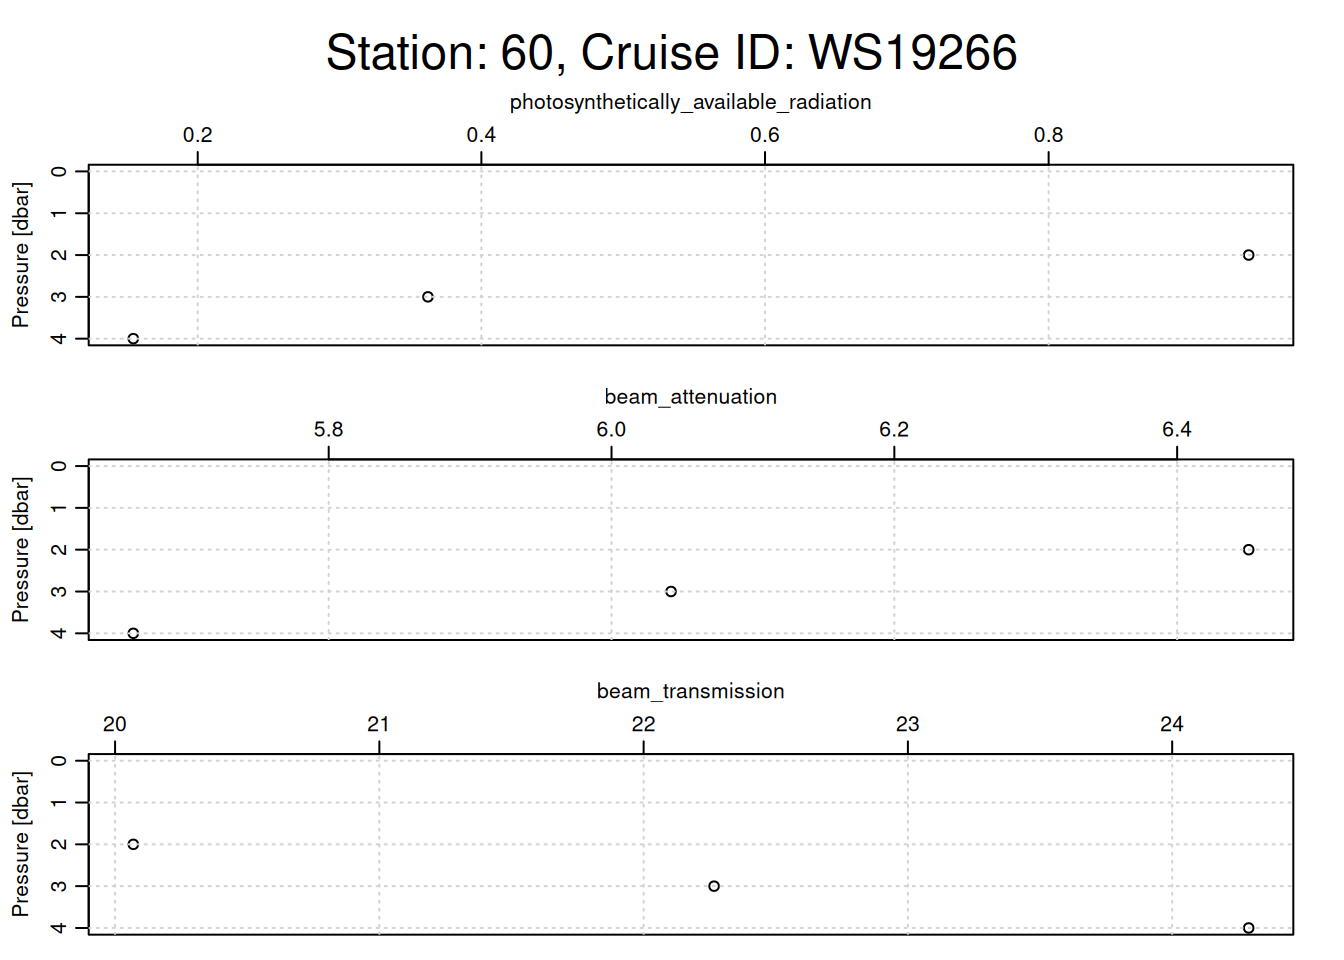 Station: 60, Cruise ID: WS19266
photosynthetically_available_radiation
0.2 0.4 0.6 0.8
Pressure [dbar]
0
1
2
3
4
beam_attenuation
5.8 6.0 6.2 6.4
Pressure [dbar]
0
1
2
3
4
beam_transmission
20 21 22 23 24
Pressure [dbar]
0
1
2
3
4